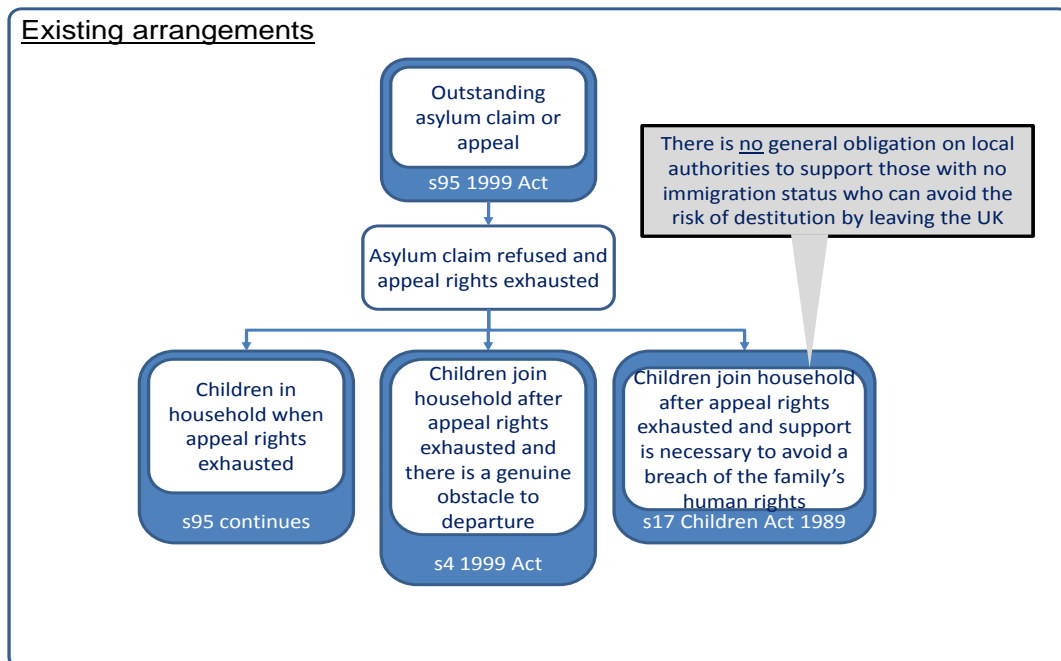 Existing arrangements
Outstanding
asylum claim or
appeal
s95 1999 Act
There is no general obligation on local
authorities to support those with no
immigration status who can avoid the
risk of destitution by leaving the UK
Asylum claim refused and
appeal rights exhausted
Children in
household when
appeal rights
exhausted
s95 continues
Children join
household after
appeal rights
exhausted and
there is a genuine
obstacle to
departure
s4 1999 Act
Children join household
after appeal rights
exhausted and support
is necessary to avoid a
breach of the family’s
human rights
s17 Children Act 1989